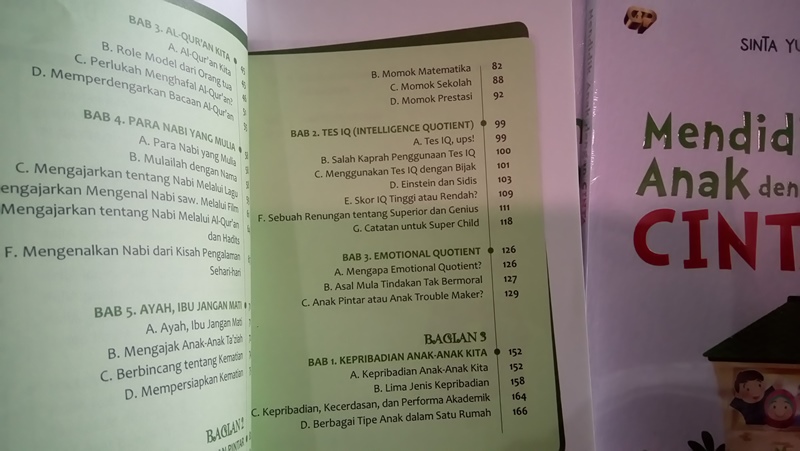 BAB 3. AL-QUR'AN KITA
A. Al-Qur'an Kita
B. Role Model dari Orang tua
C. Perlukah Menghafal Al-Qur'an?
D. Memperdengarkan Bacaan Al-Qur'an
BAB 4. PARA NABI YANG MULIA
A. Para Nabi yang Mulia
B. Mulailah dengan Nama
C. Mengajarkan tentang Nabi Melalui Lagu
engajarkan Mengenal Nabi saw. Melalui Film
Mengajarkan tentang Nabi Melalui Al-Qur'an
dan Hadits
F. Mengenalkan Nabi dari Kisah Pengalaman
Sehari-hari
BAB 5. AYAH, IBU JANGAN MATI
A. Ayah, Ibu Jangan Mati
B. Mengajak Anak-Anak Ta'ziah
C. Berbincang tentang Kematian
D. Mempersiapkan Kematian
BAGIAN 2
B. Momok Matematika 82
C. Momok Sekolah 88
D. Momok Prestasi 92
BAB 2. TES IQ (INTELLIGENCE QUOTIENT) 99
A. Tes IQ, ups! 99
B. Salah Kaprah Penggunaan Tes IQ 100
C. Menggunakan Tes IQ dengan Bijak 101
D. Einstein dan Sidis 103
E. Skor IQ Tinggi atau Rendah? 109
F. Sebuah Renungan tentang Superior dan Genius 111
G. Catatan untuk Super Child 118
BAB 3. EMOTIONAL QUOTIENT 126
A. Mengapa Emotional Quotient? 126
B. Asal Mula Tindakan Tak Bermoral 127
C. Anak Pintar atau Anak Trouble Maker? 129
BAGIAN 3
BAB 1. KEPRIBADIAN ANAK-ANAK KITA 152
A. Kepribadian Anak-Anak Kita 152
B. Lima Jenis Kepribadian 158
C. Kepribadian, Kecerdasan, dan Performa Akademik 164
D. Berbagai Tipe Anak dalam Satu Rumah 166
SINTA YU
Mendid
Anak den
CINT